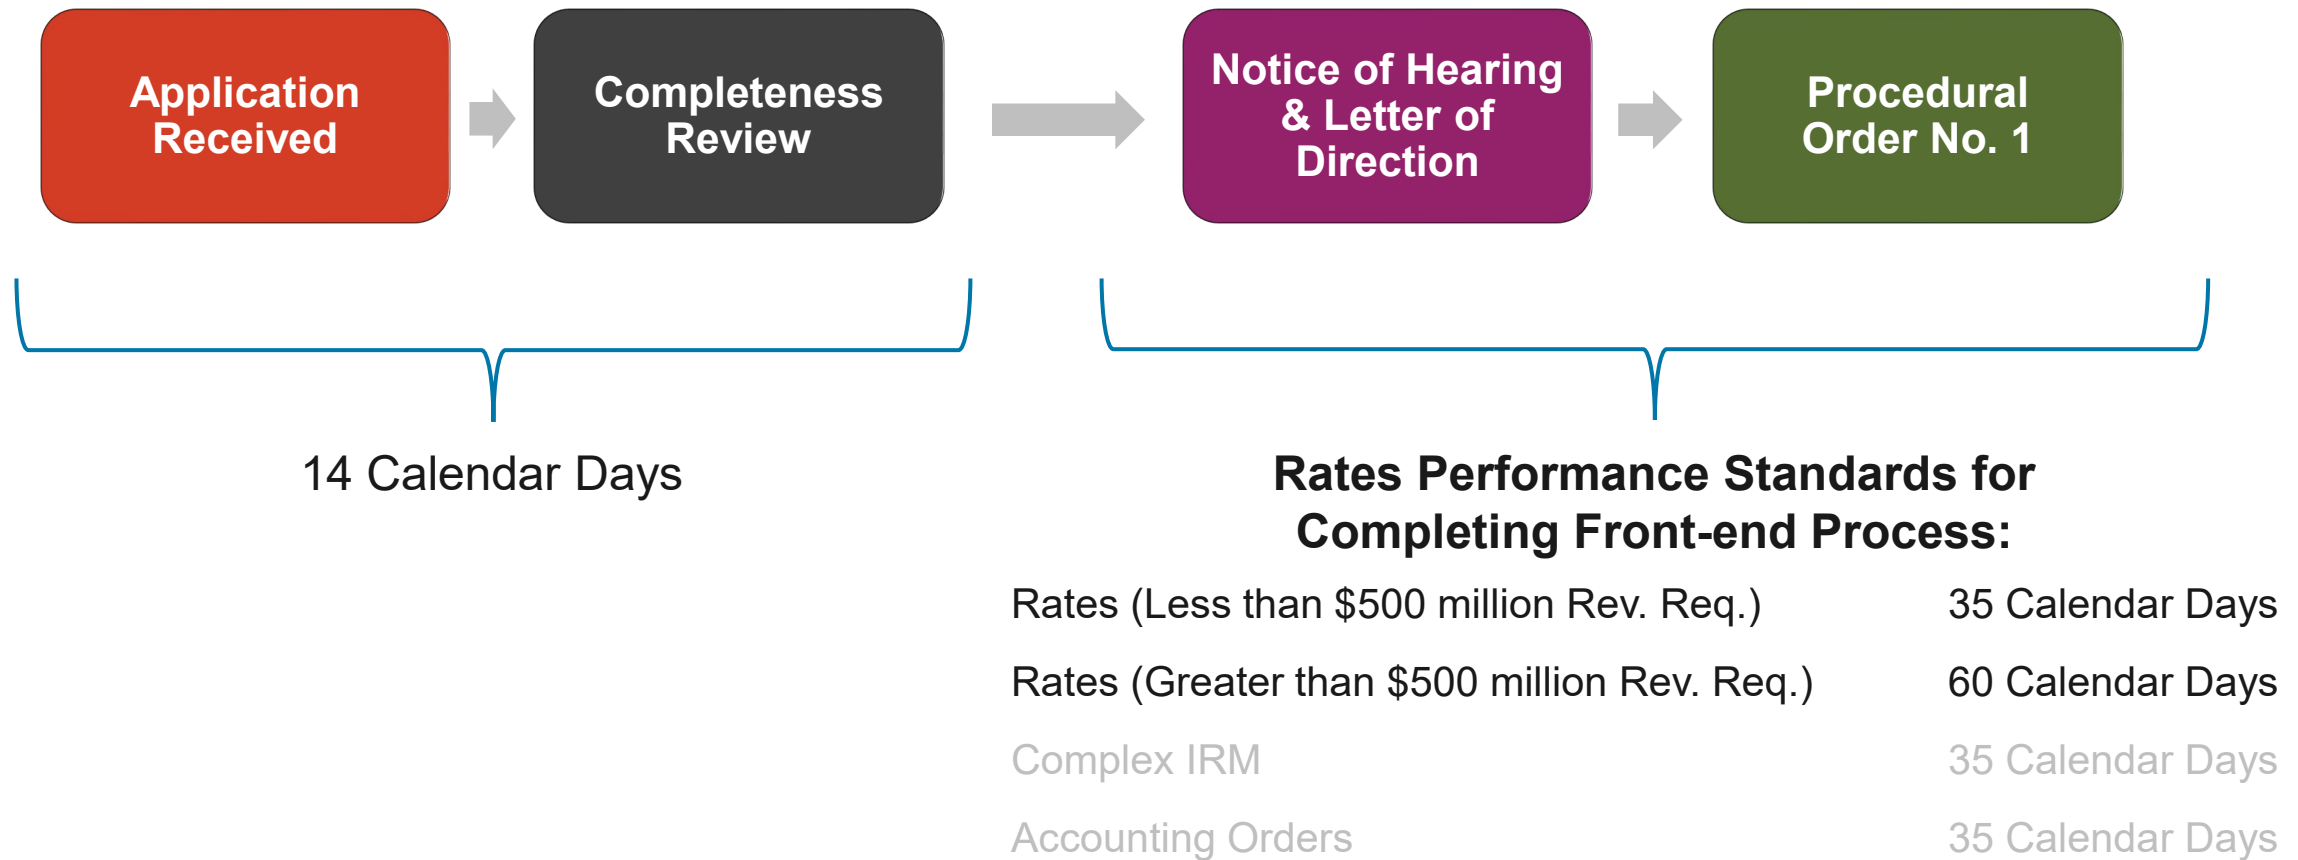 Application
Received
Completeness
Review
Notice of Hearing
& Letter of
Direction
Procedural
Order No. 1
14 Calendar Days
Rates Performance Standards for
Completing Front-end Process:
Rates (Less than $500 million Rev. Req.) 35 Calendar Days
Rates (Greater than $500 million Rev. Req.) 60 Calendar Days
Complex IRM 35 Calendar Days
Accounting Orders 35 Calendar Days